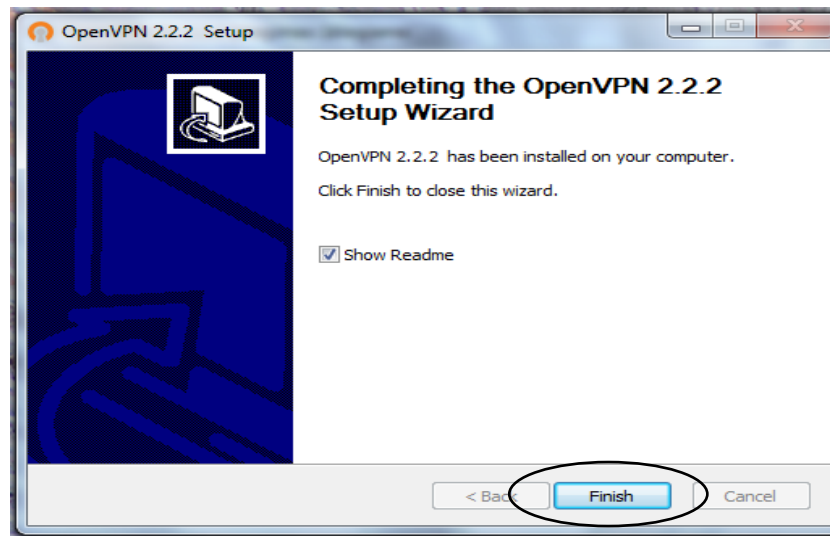 OpenVPN 2.2.2 Setup
Completing the OpenVPN 2.2.2
Setup Wizard
OpenVPN 2.2.2 has been installed on your computer.
Click Finish to close this wizard.
Show Readme
< Back Finish Cancel